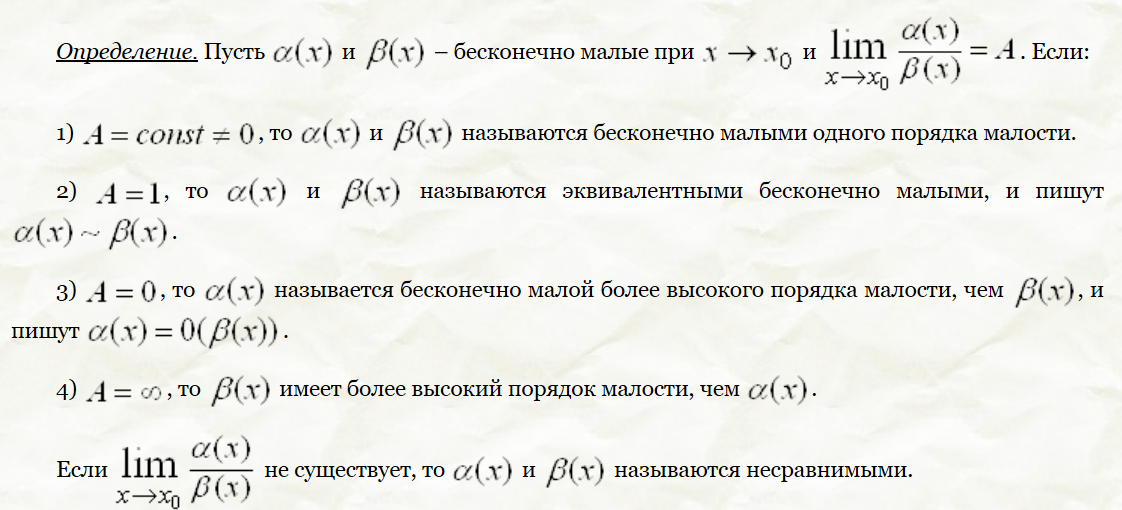 Определение. Пусть α(x) и β(x) – бесконечно малые при x → x₀ и lim x→x₀ α(x)/β(x) = A. Если:
1) A = const ≠ 0, то α(x) и β(x) называются бесконечно малыми одного порядка малости.
2) A = 1, то α(x) и β(x) называются эквивалентными бесконечно малыми, и пишут
α(x) ~ β(x).
3) A = 0, то α(x) называется бесконечно малой более высокого порядка малости, чем β(x), и
пишут α(x) = 0(β(x)).
4) A = ∞, то β(x) имеет более высокий порядок малости, чем α(x).
Если lim x→x₀ α(x)/β(x) не существует, то α(x) и β(x) называются несравнимыми.